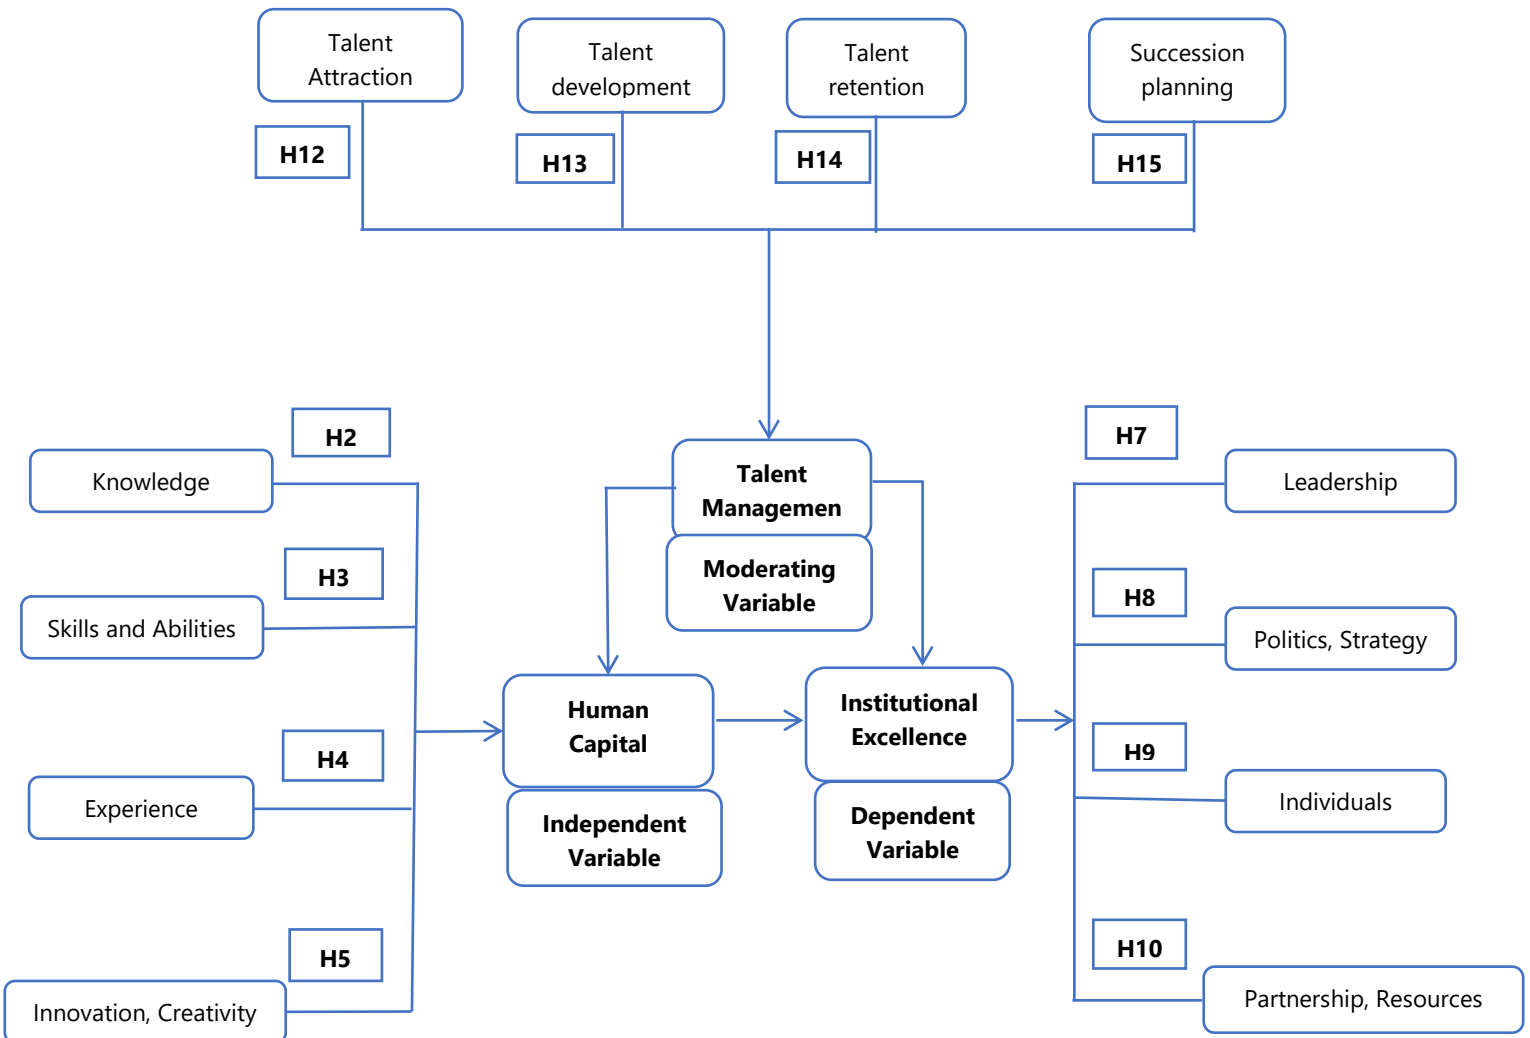 Talent
Attraction
Talent
development
Talent
retention
Succession
planning
H12
H13
H14
H15
H2
H7
Knowledge
Talent
Managemen
Leadership
H3
Moderating
Variable
H8
Skills and Abilities
Politics, Strategy
Human
Capital
Institutional
Excellence
H4
H9
Experience
Independent
Variable
Dependent
Variable
Individuals
H5
H10
Innovation, Creativity
Partnership, Resources